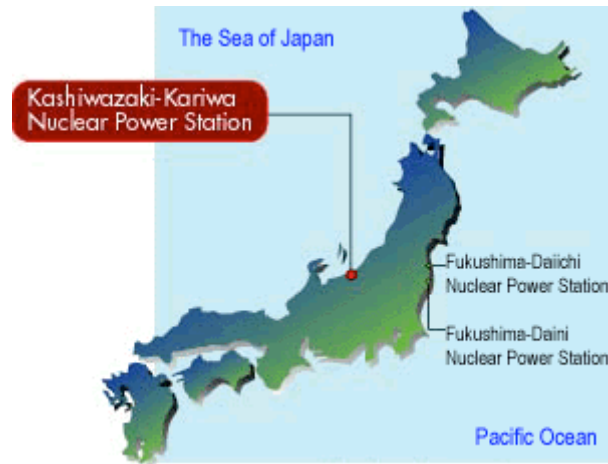 The Sea of Japan
Kashiwazaki-Kariwa
Nuclear Power Station
Fukushima-Daiichi
Nuclear Power Station
Fukushima-Daini
Nuclear Power Station
Pacific Ocean